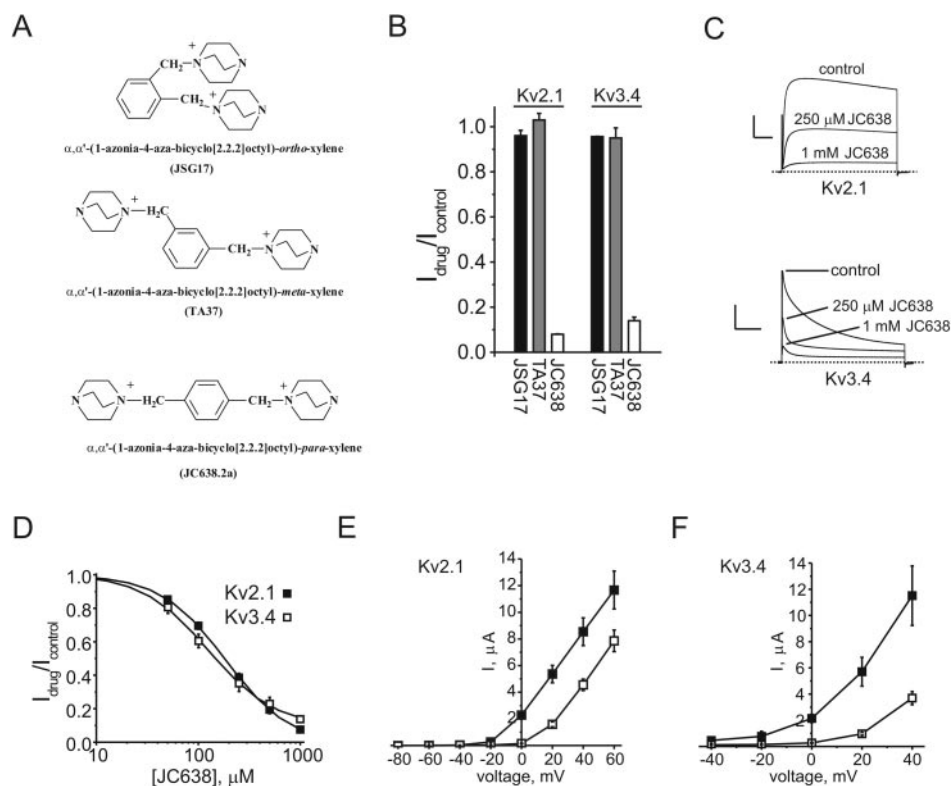 A
+
CH₂—N N
+
CH₂—N N
α,α'-(1-azonia-4-aza-bicyclo[2.2.2]octyl)-ortho-xylene
(JSG17)
+
N N—H₂C
+
CH₂—N N
α,α'-(1-azonia-4-aza-bicyclo[2.2.2]octyl)-meta-xylene
(TA37)
+ +
N N—H₂C CH₂—N N
α,α'-(1-azonia-4-aza-bicyclo[2.2.2]octyl)-para-xylene
(JC638.2a)
B
Kv2.1 Kv3.4
1.0
0.8
0.6
0.4
0.2
0.0
Idrug/Icontrol
JSG17
TA37
JC638
JSG17
TA37
JC638
C
control
250 μM JC638
1 mM JC638
Kv2.1
control
250 μM JC638
1 mM JC638
Kv3.4
D
1.0
0.8
0.6
0.4
0.2
0.0
Idrug/Icontrol
Kv2.1
Kv3.4
10 100 1000
[JC638], μM
E
Kv2.1
14
12
10
8
6
4
2
I, μA
-80 -60 -40 -20 0 20 40 60
voltage, mV
F
Kv3.4
14
12
10
8
6
4
2
I, μA
-40 -20 0 20 40
voltage, mV